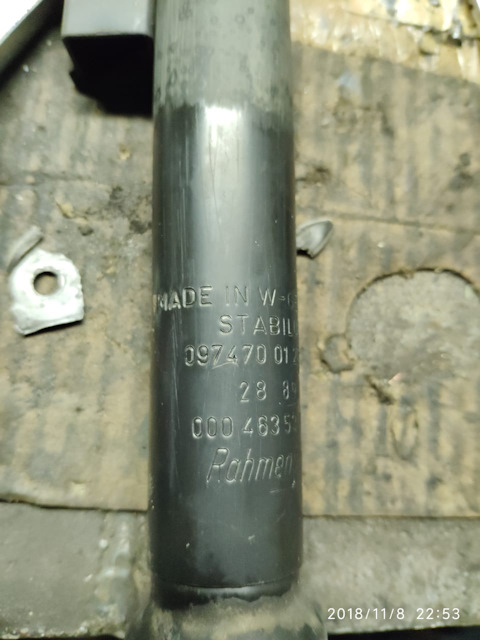 MADE IN W-
STABIL
097470 01
28 8
000 4635
Rahmen
2018/11/8 22:53